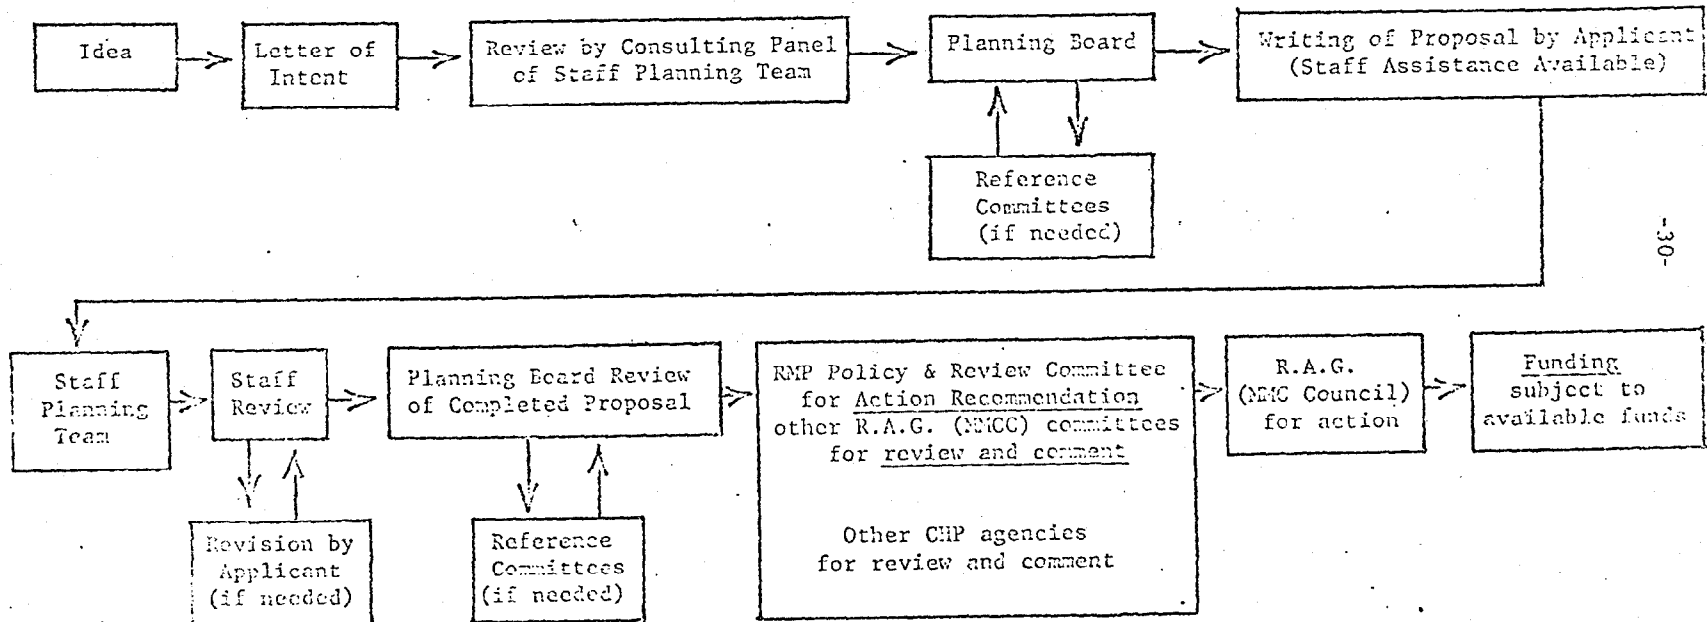 Idea
Letter of
Intent
Review by Consulting Panel
of Staff Planning Team
Planning Board
Writing of Proposal by Applicant
(Staff Assistance Available)
Reference
Committees
(if needed)
-30-
Staff
Planning
Team
Staff
Review
Planning Board Review
of Completed Proposal
RMP Policy & Review Committee
for Action Recommendation
other R.A.G. (MMCC) committees
for review and comment
Other CHP agencies
for review and comment
R.A.G.
(MMC Council)
for action
Funding
subject to
available funds
Revision by
Applicant
(if needed)
Reference
Committees
(if needed)